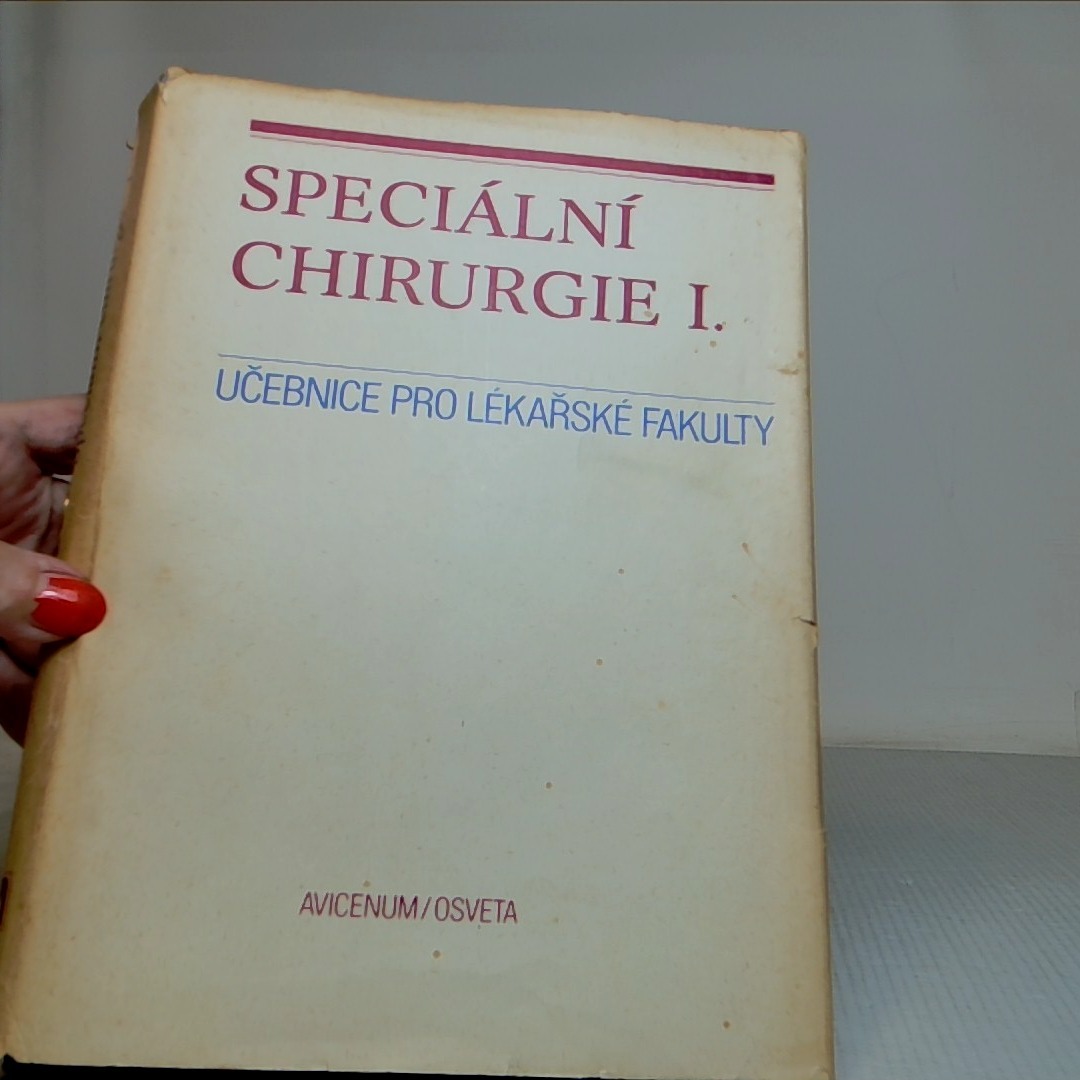 SPECIÁLNÍ
CHIRURGIE I.
UČEBNICE PRO LÉKAŘSKÉ FAKULTY
AVICENUM/OSVETA